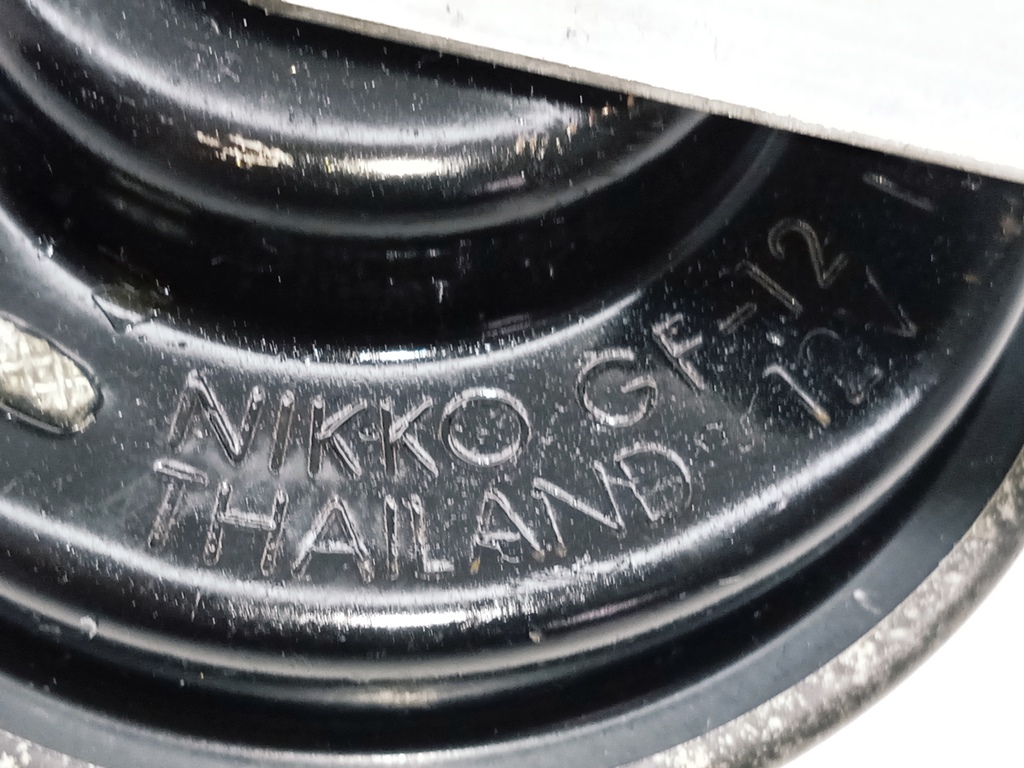 NIKKO GF-12
THAILAND 12V